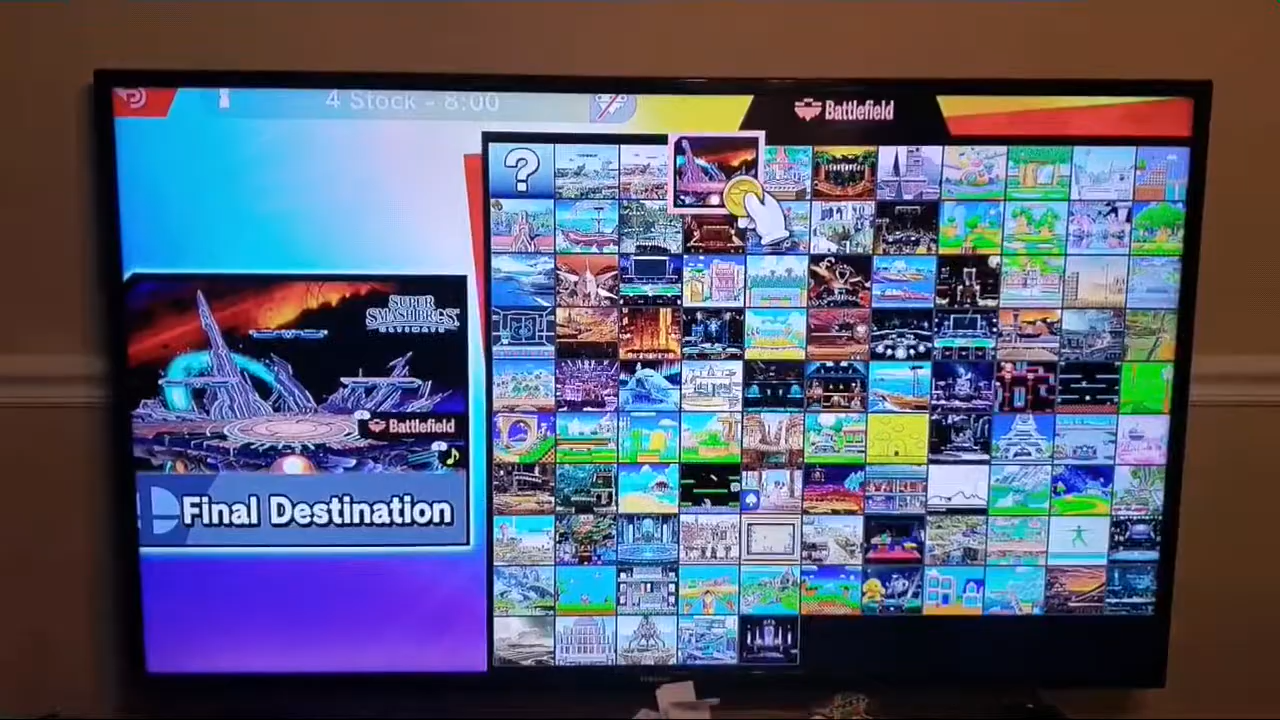 4 Stock - 8:00
Battlefield
?
SUPER
SMASH BROS.
ULTIMATE
Battlefield
Final Destination